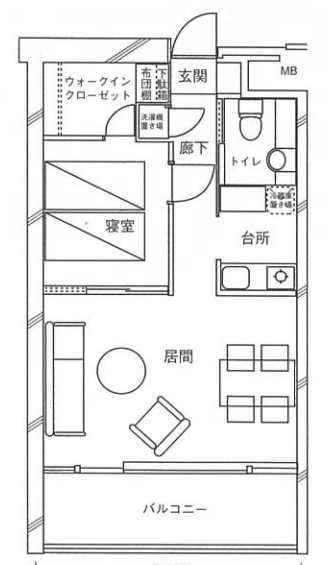 玄関
MB
ウォークイン
クローゼット
布団棚
下駄箱
洗濯機
置き場
廊下
トイレ
冷蔵庫
置き場
台所
寝室
居間
バルコニー